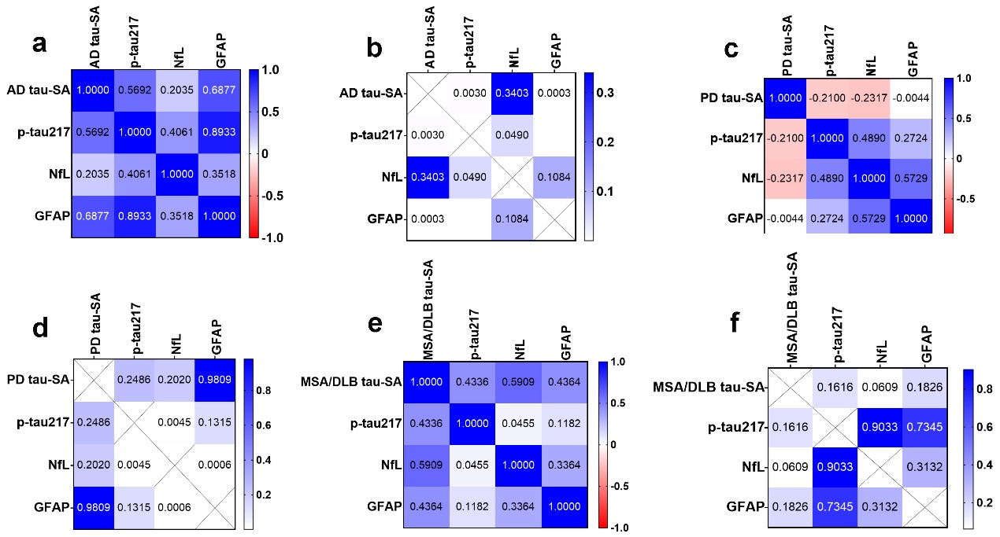 a
AD tau-SA p-tau217 NfL GFAP
AD tau-SA 1.0000 0.5692 0.2035 0.6877
p-tau217 0.5692 1.0000 0.4061 0.8933
NfL 0.2035 0.4061 1.0000 0.3518
GFAP 0.6877 0.8933 0.3518 1.0000
1.0
0.5
0
-0.5
-1.0
b
AD tau-SA p-tau217 NfL GFAP
AD tau-SA 0.0030 0.3403 0.0003
p-tau217 0.0030 0.0490
NfL 0.3403 0.0490 0.1084
GFAP 0.0003 0.1084
0.3
0.2
0.1
c
PD tau-SA p-tau217 NfL GFAP
PD tau-SA 1.0000 -0.2100 -0.2317 -0.0044
p-tau217 -0.2100 1.0000 0.4890 0.2724
NfL -0.2317 0.4890 1.0000 0.5729
GFAP -0.0044 0.2724 0.5729 1.0000
1.0
0.5
0
-0.5
d
PD tau-SA p-tau217 NfL GFAP
PD tau-SA 0.2486 0.2020 0.9809
p-tau217 0.2486 0.0045 0.1315
NfL 0.2020 0.0045 0.0006
GFAP 0.9809 0.1315 0.0006
0.8
0.6
0.4
0.2
e
MSA/DLB tau-SA p-tau217 NfL GFAP
MSA/DLB tau-SA 1.0000 0.4336 0.5909 0.4364
p-tau217 0.4336 1.0000 0.0455 0.1182
NfL 0.5909 0.0455 1.0000 0.3364
GFAP 0.4364 0.1182 0.3364 1.0000
1.0
0.5
0
-0.5
-1.0
f
MSA/DLB tau-SA p-tau217 NfL GFAP
MSA/DLB tau-SA 0.1616 0.0609 0.1826
p-tau217 0.1616 0.9033 0.7345
NfL 0.0609 0.9033 0.3132
GFAP 0.1826 0.7345 0.3132
0.8
0.6
0.4
0.2